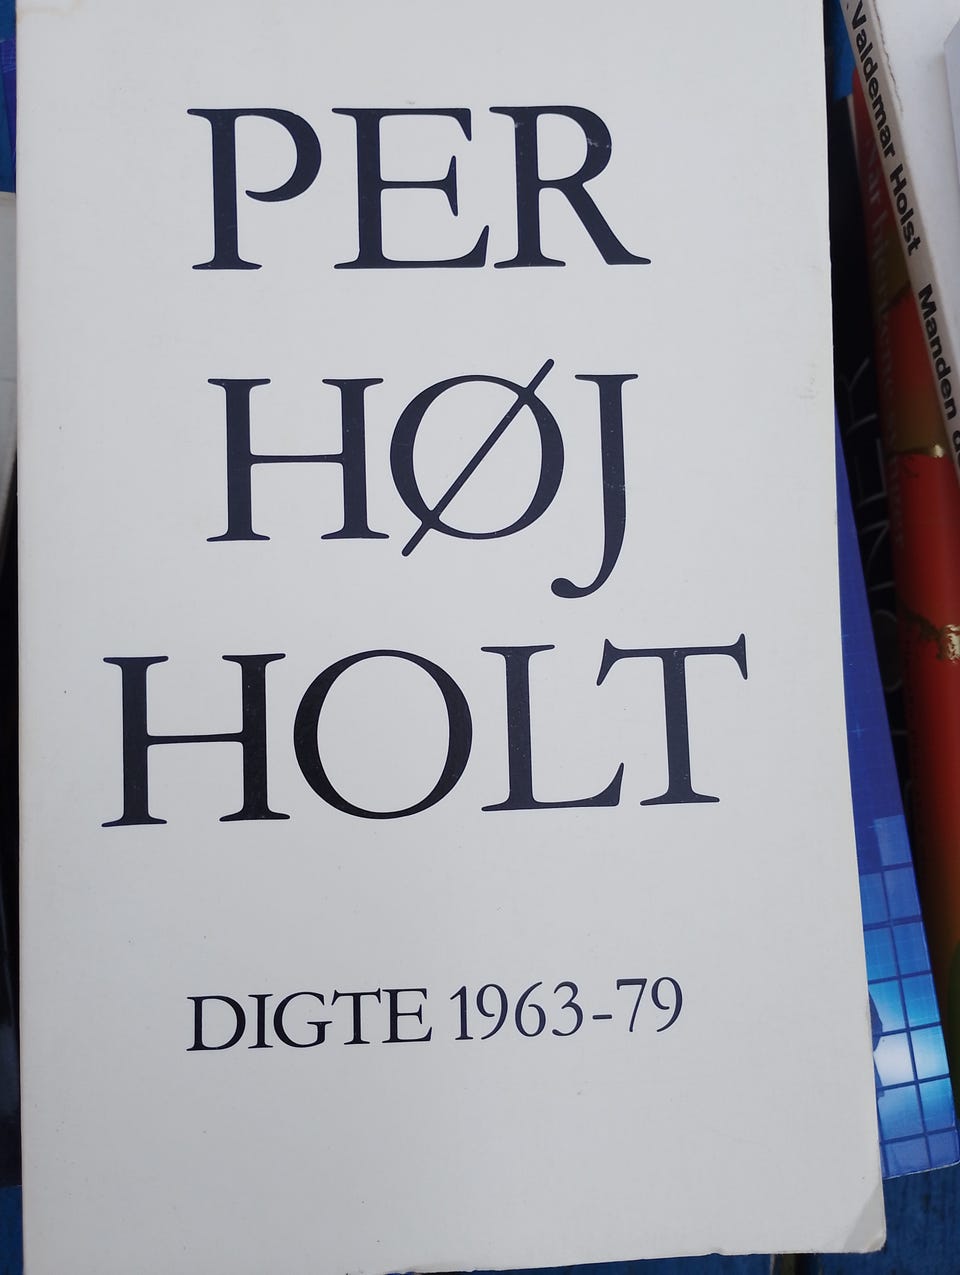 PER
HØJ
HOLT
DIGTE 1963-79
Valdemar Holst Manden